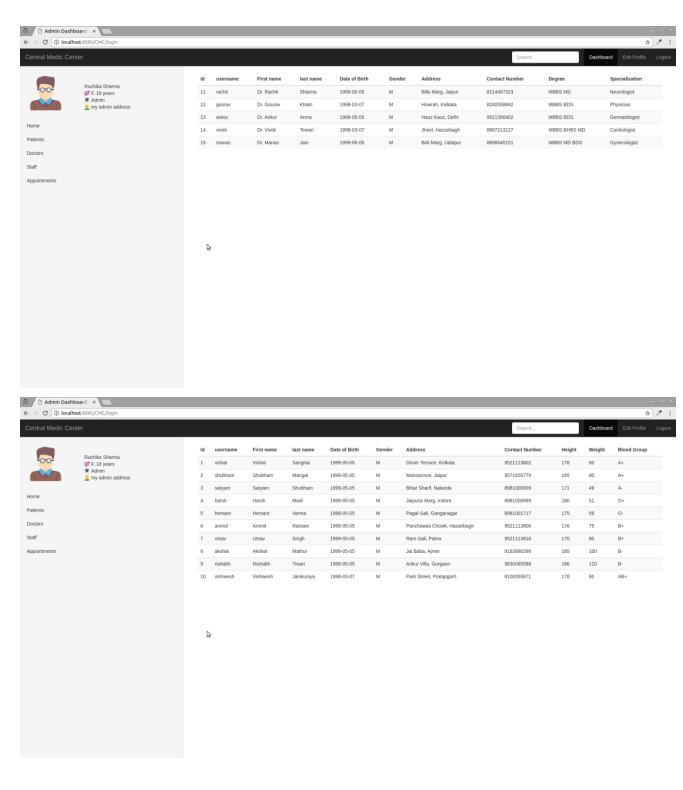 Admin Dashboard ×
localhost:8080/CHC/login
Central Medic Center Search... Dashboard Edit Profile Logout
Ruchika Sharma
F, 18 years
Admin
my admin address
Home
Patients
Doctors
Staff
Appointments
Id username First name last name Date of Birth Gender Address Contact Number Degree Specialization
11 rachit Dr. Rachit Sharma 1999-05-05 M Billu Marg, Jaipur 8114487323 MBBS MD Neurologist
12 gourav Dr. Gourav Khatri 1998-03-07 M Howrah, Kolkata 8240558662 MBBS BDS Physician
13 ankur Dr. Ankur Arora 1999-05-05 M Hauz Kauz, Delhi 9521356402 MBBS BDS Dermatologist
14 vivek Dr. Vivek Tewari 1998-03-07 M Jheel, Hazaribagh 8967213127 MBBS BHBS MD Cardiologist
15 manas Dr. Manas Jain 1999-05-05 M Boli Marg, Udaipur 8898645151 MBBS MD BDS Gynecologist
Admin Dashboard ×
localhost:8080/CHC/login
Central Medic Center Search... Dashboard Edit Profile Logout
Ruchika Sharma
F, 18 years
Admin
my admin address
Home
Patients
Doctors
Staff
Appointments
Id username First name last name Date of Birth Gender Address Contact Number Height Weight Blood Group
1 vishal Vishal Sanghai 1999-05-05 M Dover Terrace, Kolkata 9521113802 178 60 A+
2 shubham Shubham Mangal 1999-05-05 M Mansarovar, Jaipur 9571620779 165 80 A+
3 satyam Satyam Shubham 1999-05-05 M Bihar Sharif, Nalanda 8981000909 171 49 A-
4 harsh Harsh Modi 1999-05-05 M Jaipuria Marg, Indore 8981000899 180 51 O+
5 hemant Hemant Verma 1999-05-05 M Pagal Gali, Ganganagar 8981001717 175 59 O-
6 anmol Anmol Ratnam 1999-05-05 M Panchawati Chowk, Hazaribagh 9521113806 176 75 B+
7 utsav Utsav Singh 1999-05-05 M Ram Gali, Patna 9521113816 170 80 B+
8 akshat Akshat Mathur 1999-05-05 M Jai Baba, Ajmer 9163990299 165 100 B-
9 rishabh Rishabh Tiwari 1999-05-05 M Ankur Villa, Gurgaon 9830085588 166 120 B-
10 vishwesh Vishwesh Jainkuniya 1998-03-07 M Park Street, Pratapgarh 8100055671 178 60 AB+